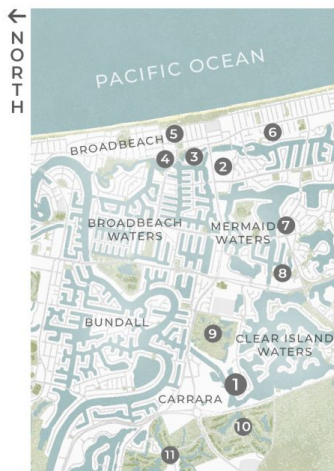 ←
NORTH
PACIFIC OCEAN
BROADBEACH
5
6
4
3
2
BROADBEACH
WATERS
MERMAID
WATERS
7
8
BUNDALL
9
CLEAR ISLAND
WATERS
1
CARRARA
10
11